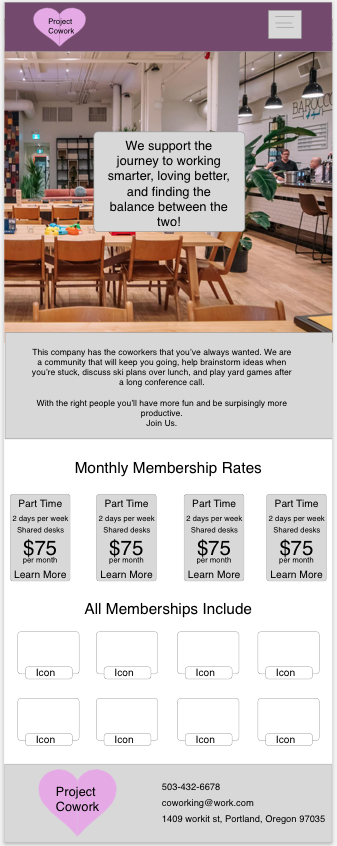 Project
Cowork
BAROCC
We support the
journey to working
smarter, loving better,
and finding the
balance between the
two!
This company has the coworkers that you've always wanted. We are
a community that will keep you going, help brainstorm ideas when
you're stuck, discuss ski plans over lunch, and play yard games after
a long conference call.
With the right people you'll have more fun and be surpisingly more
productive.
Join Us.
Monthly Membership Rates
Part Time
2 days per week
Shared desks
$75
per month
Learn More
Part Time
2 days per week
Shared desks
$75
per month
Learn More
Part Time
2 days per week
Shared desks
$75
per month
Learn More
Part Time
2 days per week
Shared desks
$75
per month
Learn More
All Memberships Include
Icon
Icon
Icon
Icon
Icon
Icon
Icon
Icon
Project
Cowork
503-432-6678
coworking@work.com
1409 workit st, Portland, Oregon 97035